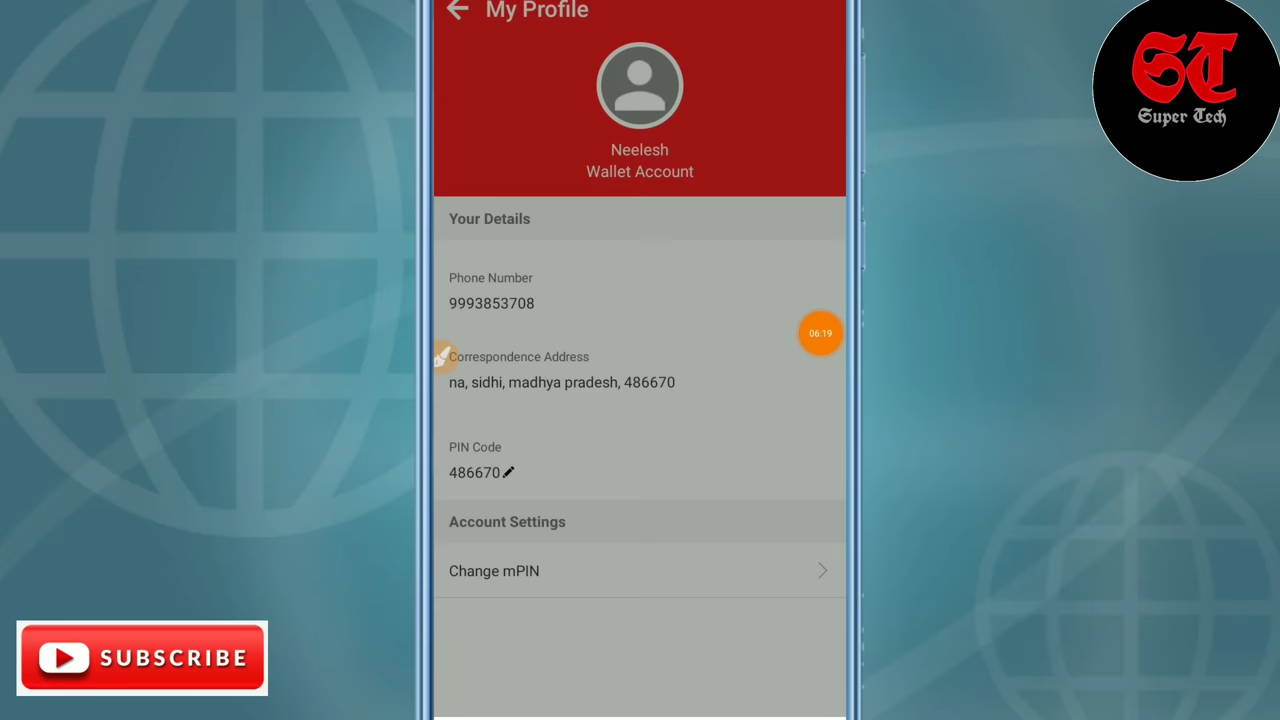 My Profile
ST
Super Tech
Neelesh
Wallet Account
Your Details
Phone Number
9993853708
06:19
Correspondence Address
na, sidhi, madhya pradesh, 486670
PIN Code
486670
Account Settings
Change mPIN
SUBSCRIBE